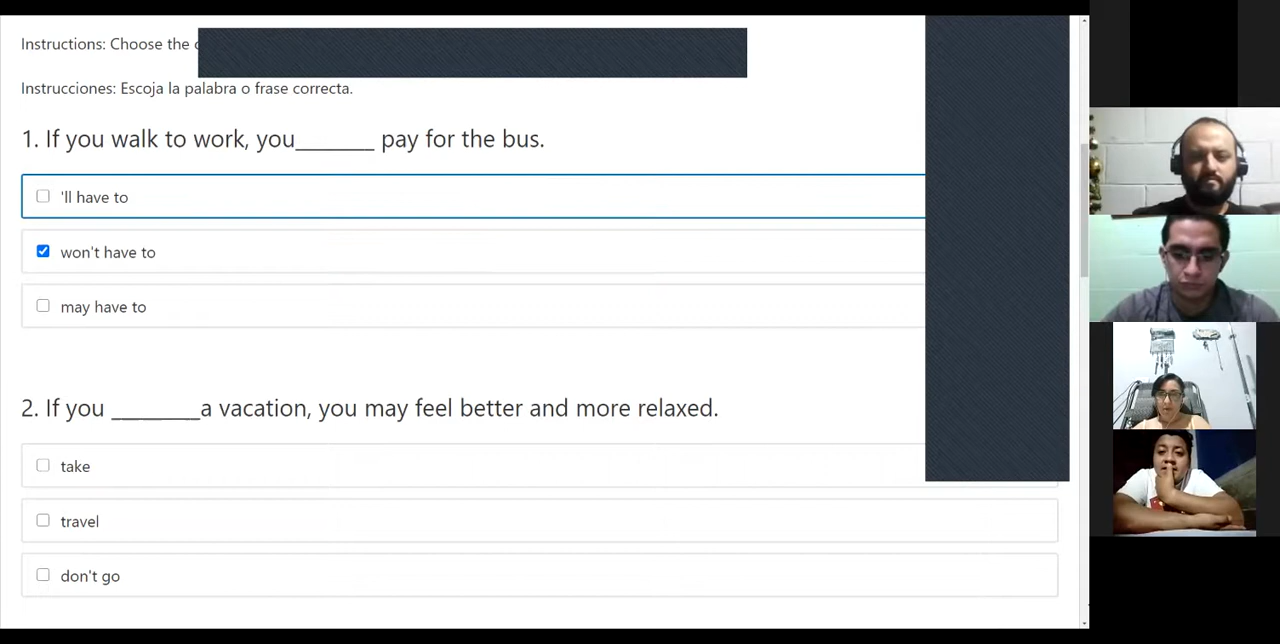 Instructions: Choose the
Instrucciones: Escoja la palabra o frase correcta.
1. If you walk to work, you_______ pay for the bus.
'll have to
won't have to
may have to
2. If you ________a vacation, you may feel better and more relaxed.
take
travel
don't go